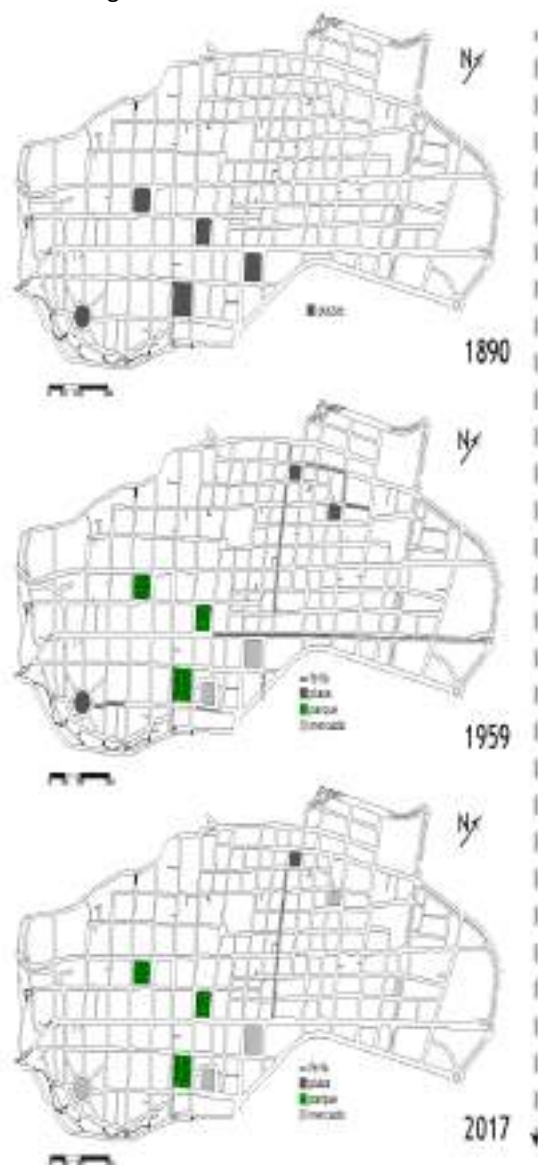 N
plazas
1890
N
feria
plaza
parque
mercado
1959
N
feria
plaza
parque
mercado
2017